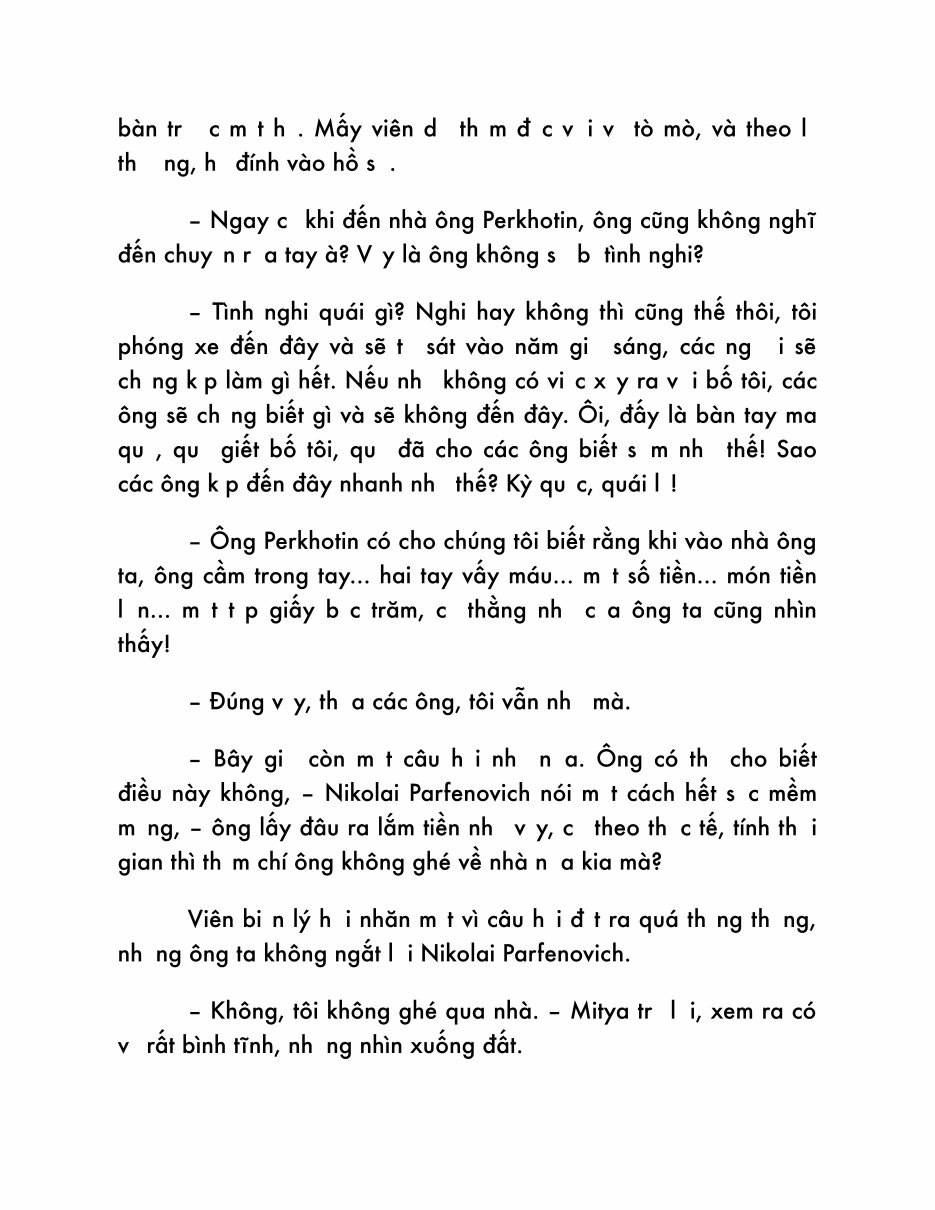 bàn tr c m t h . Mấy viên d th m đ c v i v tò mò, và theo l
th ng, h đính vào hồ s .
– Ngay c khi đến nhà ông Perkhotin, ông cũng không nghĩ
đến chuy n r a tay à? V y là ông không s b tình nghi?
– Tình nghi quái gì? Nghi hay không thì cũng thế thôi, tôi
phóng xe đến đây và sẽ t sát vào năm gi sáng, các ng i sẽ
ch ng k p làm gì hết. Nếu nh không có vi c x y ra v i bố tôi, các
ông sẽ ch ng biết gì và sẽ không đến đây. Ôi, đấy là bàn tay ma
qu , qu giết bố tôi, qu đã cho các ông biết s m nh thế! Sao
các ông k p đến đây nhanh nh thế? Kỳ qu c, quái l !
– Ông Perkhotin có cho chúng tôi biết rằng khi vào nhà ông
ta, ông cầm trong tay... hai tay vấy máu... m t số tiền... món tiền
l n... m t t p giấy b c trăm, c thằng nh c a ông ta cũng nhìn
thấy!
– Đúng v y, th a các ông, tôi vẫn nh mà.
– Bây gi còn m t câu h i nh n a. Ông có th cho biết
điều này không, – Nikolai Parfenovich nói m t cách hết s c mềm
m ng, – ông lấy đâu ra lắm tiền nh v y, c theo th c tế, tính th i
gian thì th m chí ông không ghé về nhà n a kia mà?
Viên bi n lý h i nhăn m t vì câu h i đ t ra quá th ng th ng,
nh ng ông ta không ngắt l i Nikolai Parfenovich.
– Không, tôi không ghé qua nhà. – Mitya tr l i, xem ra có
v rất bình tĩnh, nh ng nhìn xuống đất.